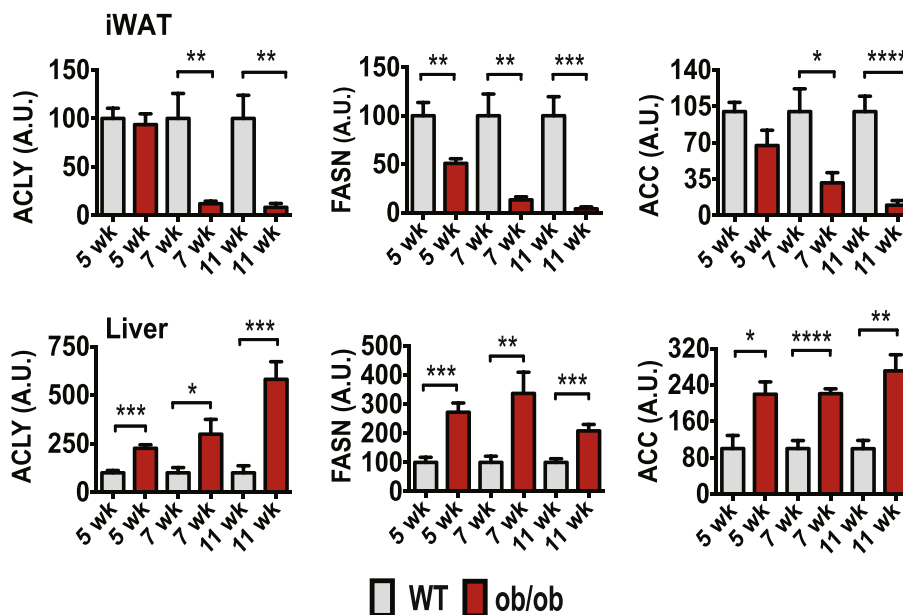 iWAT
ACLY (A.U.)
150
100
50
0
** **
5 wk 5 wk 7 wk 7 wk 11 wk 11 wk
FASN (A.U.)
150
100
50
0
** ** ***
5 wk 5 wk 7 wk 7 wk 11 wk 11 wk
ACC (A.U.)
140
105
70
35
0
* ****
5 wk 5 wk 7 wk 7 wk 11 wk 11 wk
Liver
ACLY (A.U.)
750
500
250
0
*** * ***
5 wk 5 wk 7 wk 7 wk 11 wk 11 wk
FASN (A.U.)
500
400
300
200
100
0
*** ** ***
5 wk 5 wk 7 wk 7 wk 11 wk 11 wk
ACC (A.U.)
320
240
160
80
0
* **** **
5 wk 5 wk 7 wk 7 wk 11 wk 11 wk
WT ob/ob